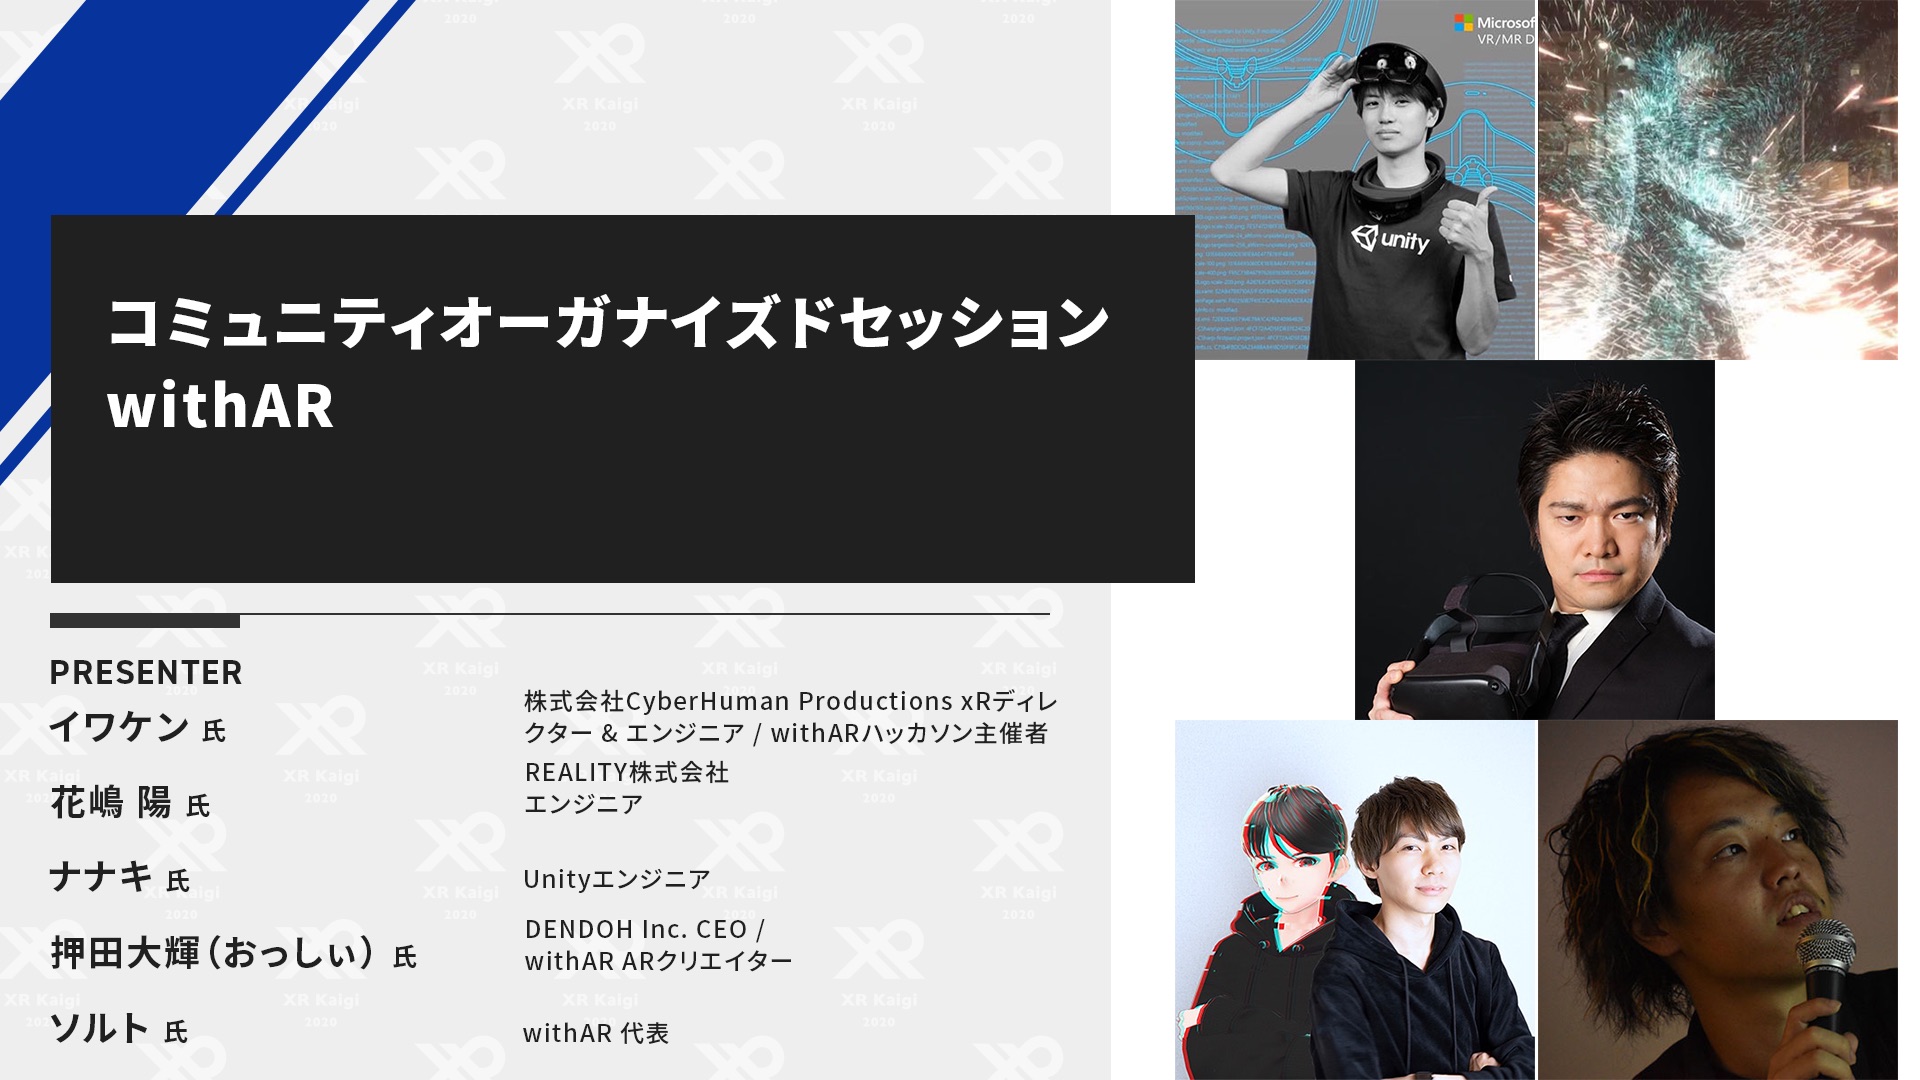 コミュニティオーガナイズドセッション
withAR
PRESENTER
イワケン 氏
株式会社CyberHuman Productions xRディレ
クター & エンジニア / withARハッカソン主催者
花嶋 陽 氏
REALITY株式会社
エンジニア
ナナキ 氏
Unityエンジニア
押田大輝（おっしぃ） 氏
DENDOH Inc. CEO /
withAR ARクリエイター
ソルト 氏
withAR 代表
Microsof
VR/MR D
unity
XR Kaigi
2020